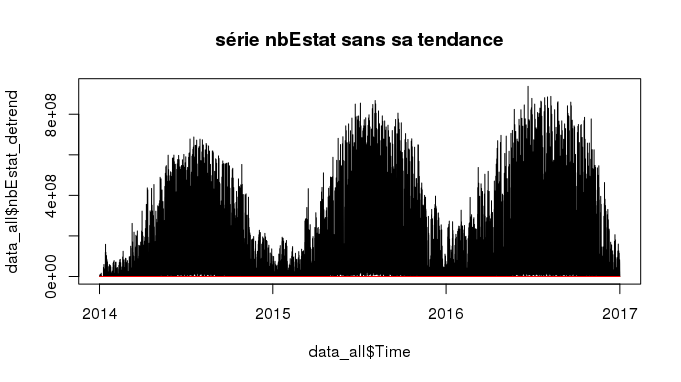 série nbEstat sans sa tendance
data_all$nbEstat_detrend
8e+08
4e+08
0e+00
2014 2015 2016 2017
data_all$Time